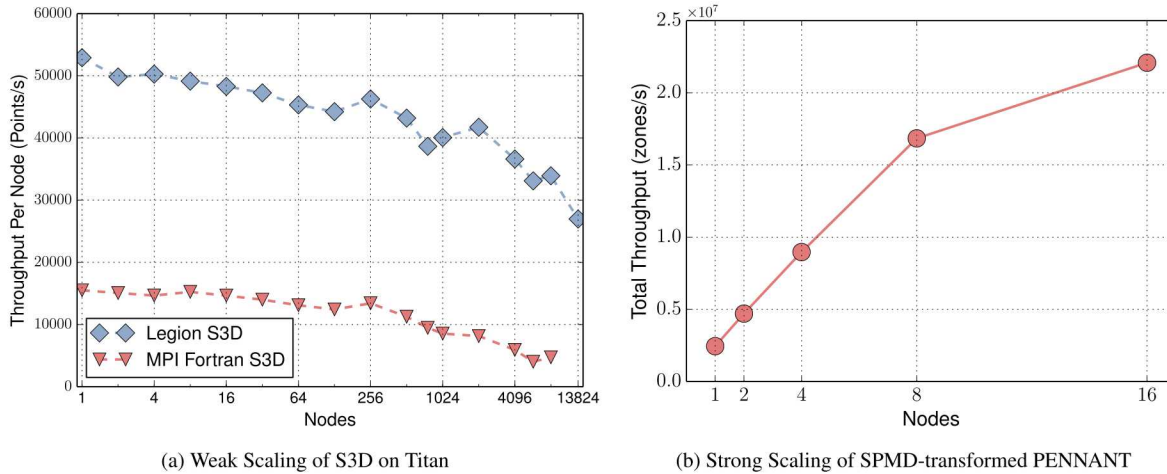 60000
50000
40000
30000
20000
10000
0
Throughput Per Node (Points/s)
Legion S3D
MPI Fortran S3D
1 4 16 64 256 1024 4096 13824
Nodes
(a) Weak Scaling of S3D on Titan
×10⁷
2.5
2.0
1.5
1.0
0.5
0.0
Total Throughput (zones/s)
1 2 4 8 16
Nodes
(b) Strong Scaling of SPMD-transformed PENNANT